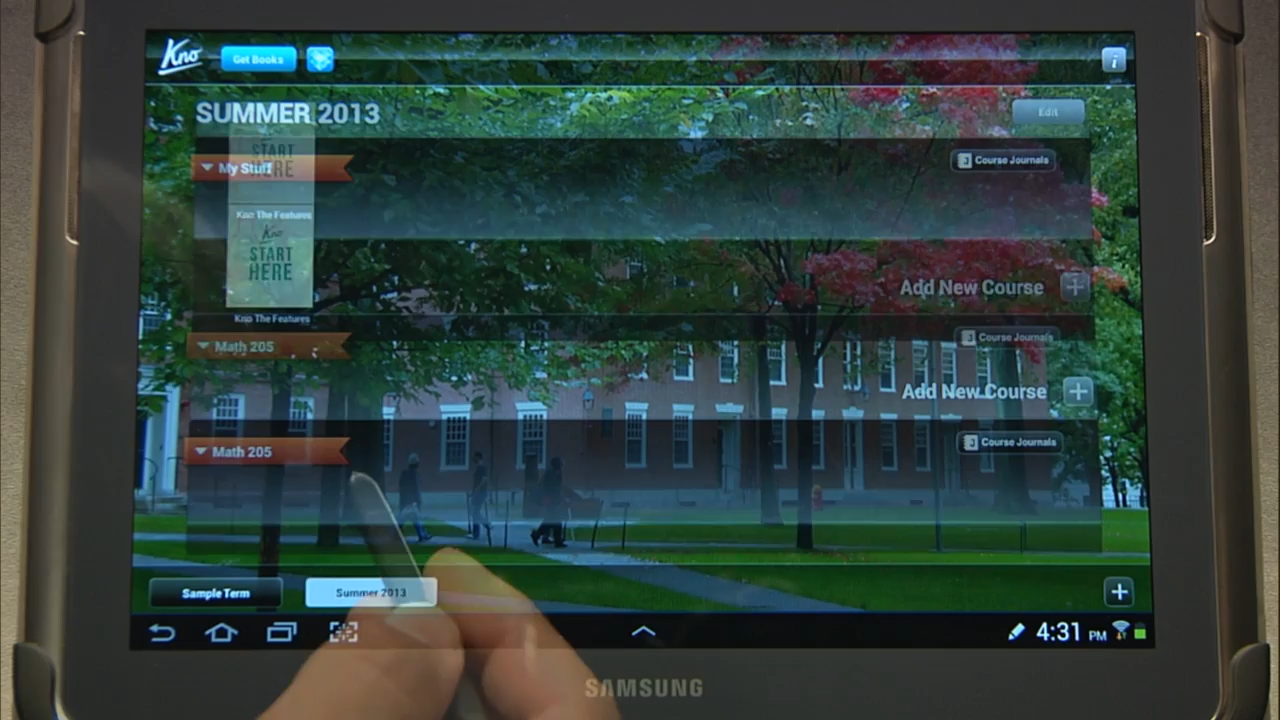 Kno
Get Books
i
SUMMER 2013
Edit
START
HERE
My Stuff
J Course Journals
Kno The Features
Kno
START
HERE
Add New Course +
Kno The Features
Math 205
J Course Journals
Add New Course +
Math 205
J Course Journals
Sample Term
Summer 2013
+
4:31 PM
SAMSUNG